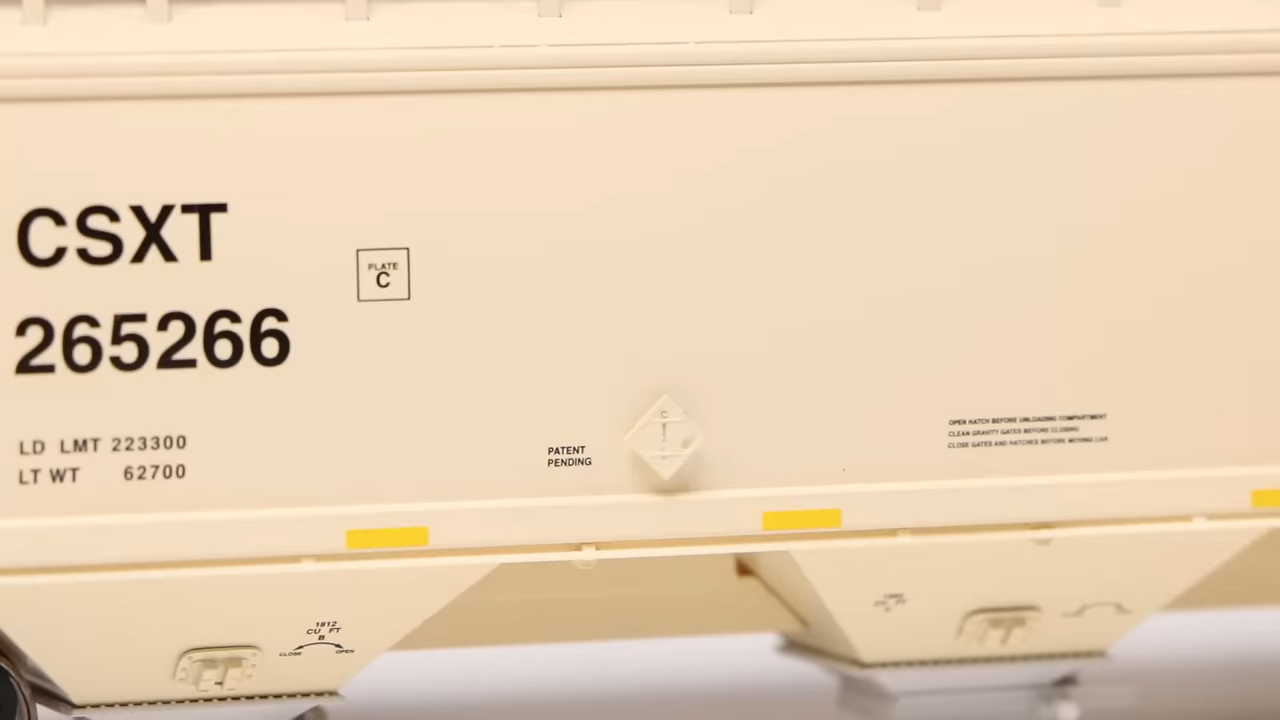 CSXT
265266
PLATE
C
LD LMT 223300
LT WT 62700
PATENT
PENDING
OPEN HATCH BEFORE UNLOADING COMPARTMENT
CLEAN GRAVITY GATES BEFORE CLOSING
CLOSE GATES AND HATCHES BEFORE MOVING CAR
1812
CU FT
B
CLOSE OPEN